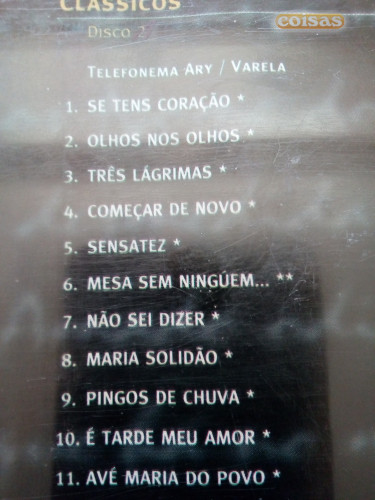 CLÁSSICOS
Disco 2
coisas
TELEFONEMA ARY / VARELA
1. SE TENS CORAÇÃO *
2. OLHOS NOS OLHOS *
3. TRÊS LÁGRIMAS *
4. COMEÇAR DE NOVO *
5. SENSATEZ *
6. MESA SEM NINGÚEM... **
7. NÃO SEI DIZER *
8. MARIA SOLIDÃO *
9. PINGOS DE CHUVA *
10. É TARDE MEU AMOR *
11. AVÉ MARIA DO POVO *